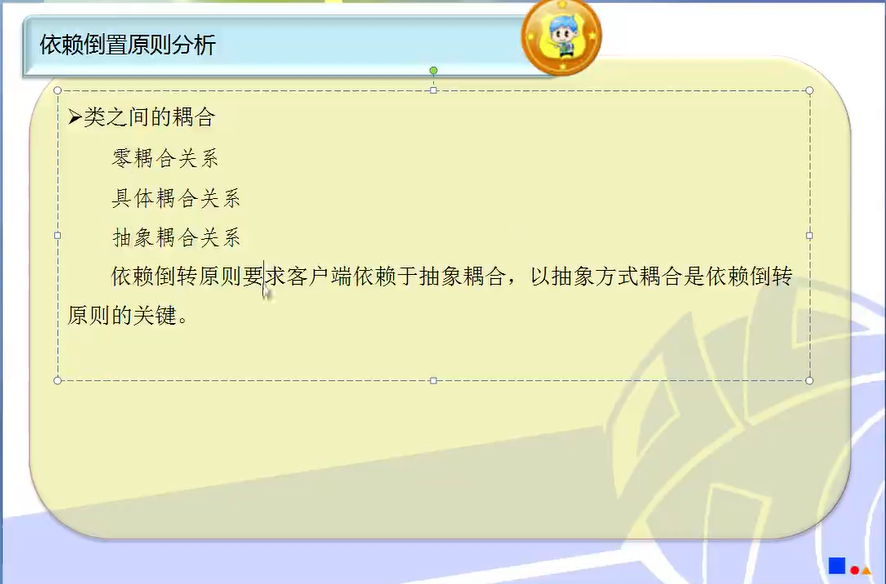 依赖倒置原则分析
➢类之间的耦合
零耦合关系
具体耦合关系
抽象耦合关系
依赖倒转原则要求客户端依赖于抽象耦合，以抽象方式耦合是依赖倒转
原则的关键。